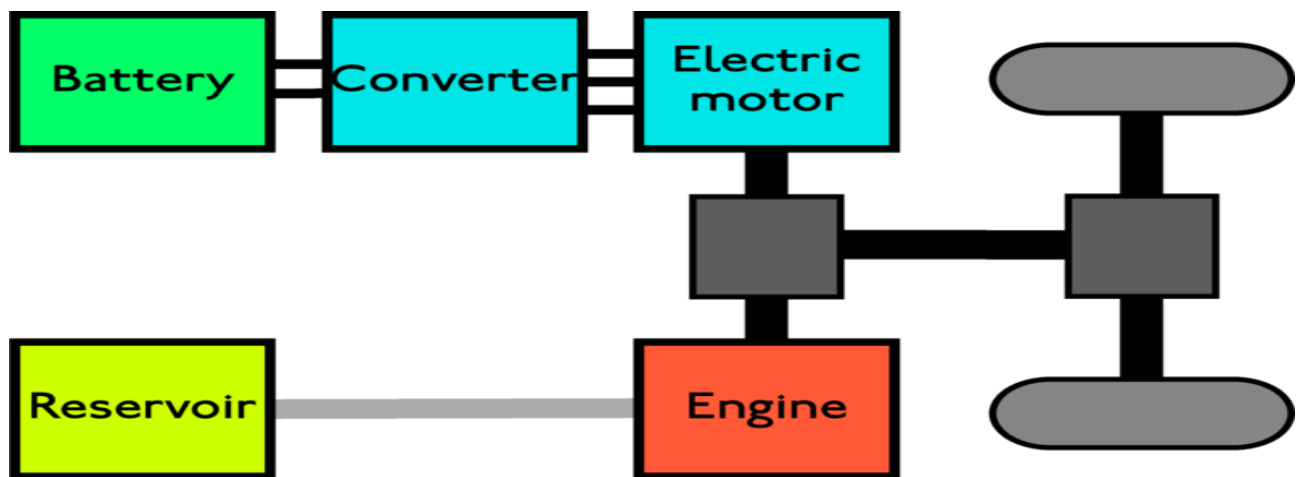 Battery
Converter
Electric
motor
Reservoir
Engine